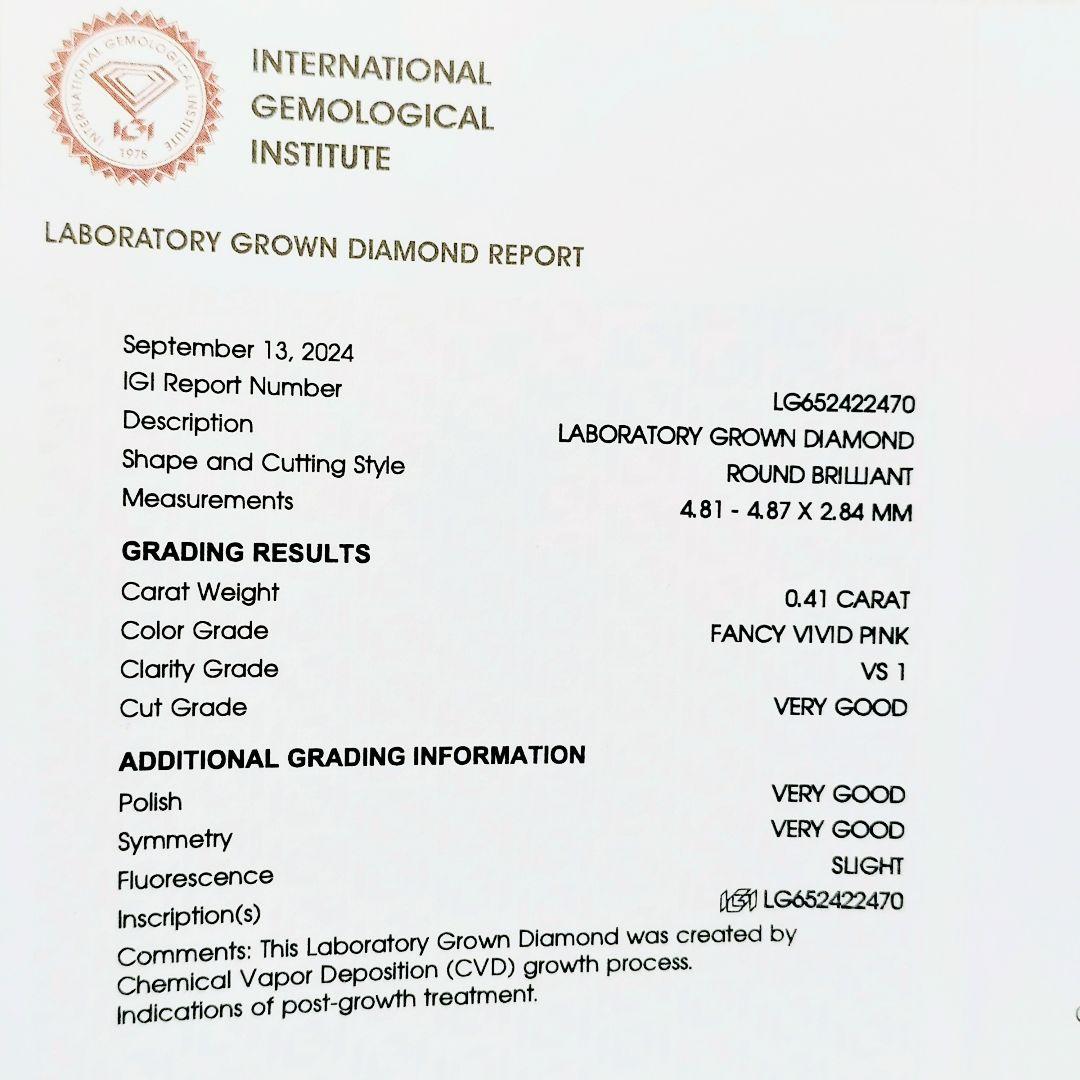 INTERNATIONAL GEMOLOGICAL INSTITUTE
IGI
1975
INTERNATIONAL
GEMOLOGICAL
INSTITUTE
LABORATORY GROWN DIAMOND REPORT
September 13, 2024
IGI Report Number LG652422470
Description LABORATORY GROWN DIAMOND
Shape and Cutting Style ROUND BRILLIANT
Measurements 4.81 - 4.87 X 2.84 MM
GRADING RESULTS
Carat Weight 0.41 CARAT
Color Grade FANCY VIVID PINK
Clarity Grade VS 1
Cut Grade VERY GOOD
ADDITIONAL GRADING INFORMATION
Polish VERY GOOD
Symmetry VERY GOOD
Fluorescence SLIGHT
Inscription(s) IGI LG652422470
Comments: This Laboratory Grown Diamond was created by
Chemical Vapor Deposition (CVD) growth process.
Indications of post-growth treatment.